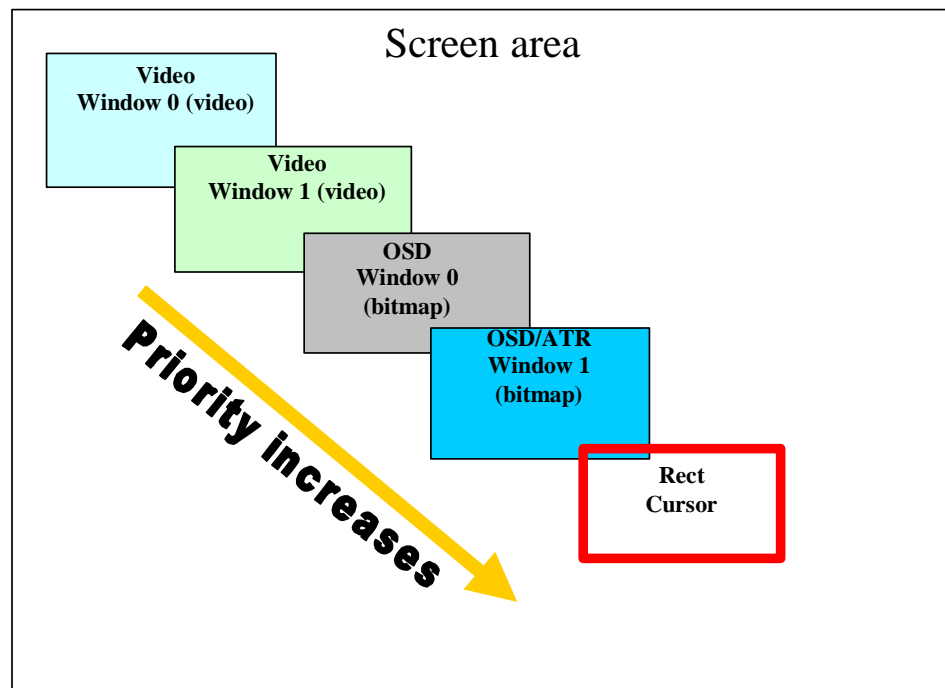 Screen area
Video
Window 0 (video)
Video
Window 1 (video)
OSD
Window 0
(bitmap)
OSD/ATR
Window 1
(bitmap)
Priority increases
Rect
Cursor